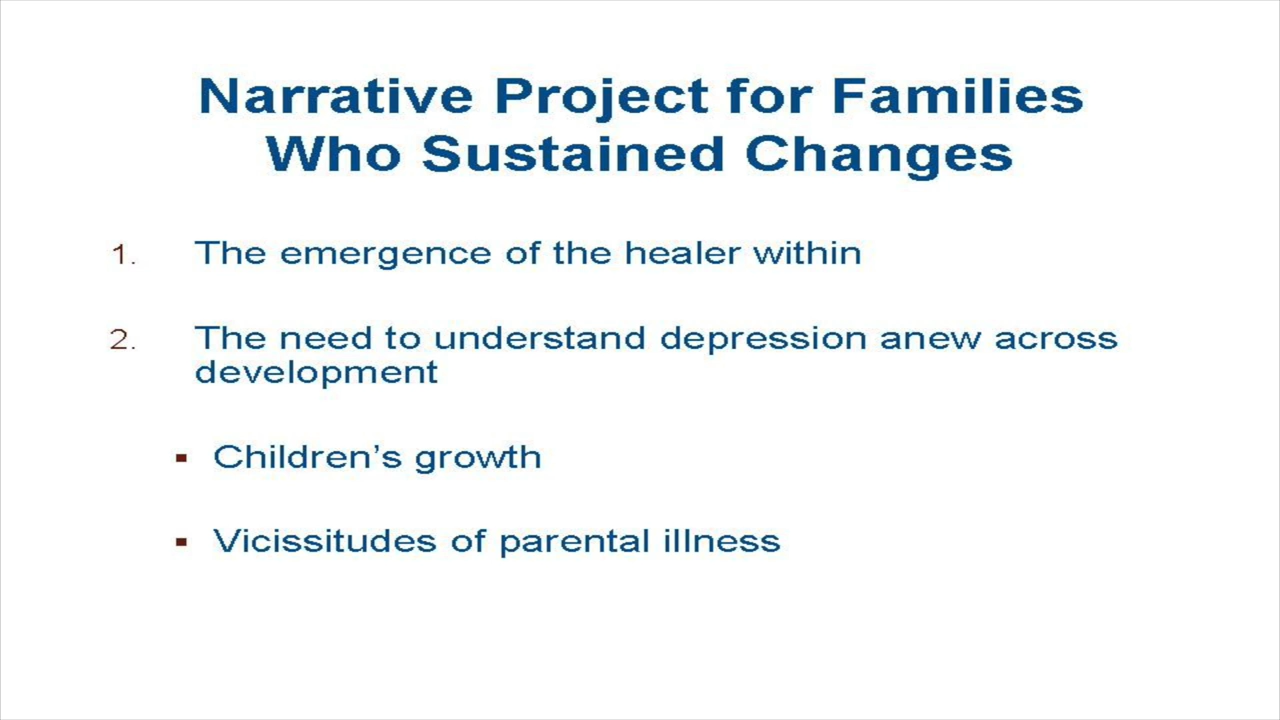 Narrative Project for Families
Who Sustained Changes
1. The emergence of the healer within
2. The need to understand depression anew across
development
▪ Children’s growth
▪ Vicissitudes of parental illness